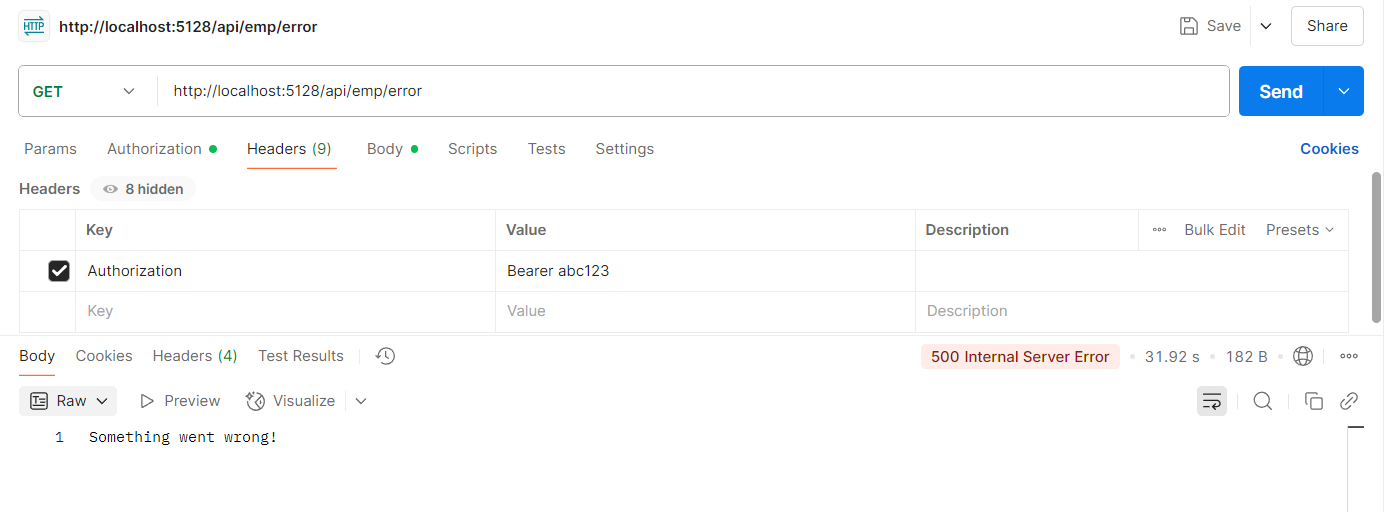 HTTP http://localhost:5128/api/emp/error Save Share
GET http://localhost:5128/api/emp/error Send
Params Authorization Headers (9) Body Scripts Tests Settings Cookies
Headers 8 hidden
Key Value Description Bulk Edit Presets
Authorization Bearer abc123
Key Value Description
Body Cookies Headers (4) Test Results 500 Internal Server Error 31.92 s 182 B
Raw Preview Visualize
1 Something went wrong!